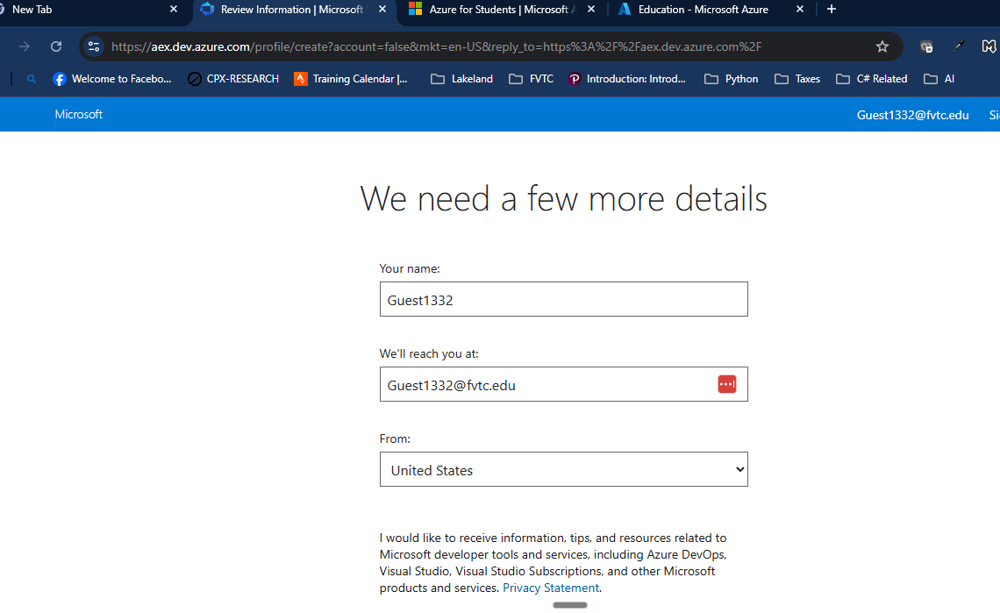 New Tab
Review Information | Microsoft
Azure for Students | Microsoft A
Education - Microsoft Azure
https://aex.dev.azure.com/profile/create?account=false&mkt=en-US&reply_to=https%3A%2F%2Faex.dev.azure.com%2F
Welcome to Facebo...
CPX-RESEARCH
Training Calendar |...
Lakeland
FVTC
Introduction: Introd...
Python
Taxes
C# Related
AI
Microsoft
Guest1332@fvtc.edu
Si
We need a few more details
Your name:
Guest1332
We'll reach you at:
Guest1332@fvtc.edu
From:
United States
I would like to receive information, tips, and resources related to
Microsoft developer tools and services, including Azure DevOps,
Visual Studio, Visual Studio Subscriptions, and other Microsoft
products and services. Privacy Statement.